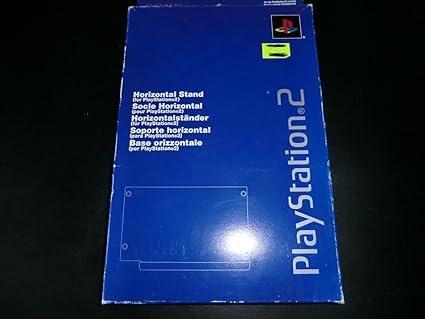 Horizontal Stand
(for PlayStation®2)
Socle Horizontal
(pour PlayStation®2)
Horizontalständer
(für PlayStation®2)
Soporte horizontal
(para PlayStation®2)
Base orizzontale
(per PlayStation®2)
PlayStation®2